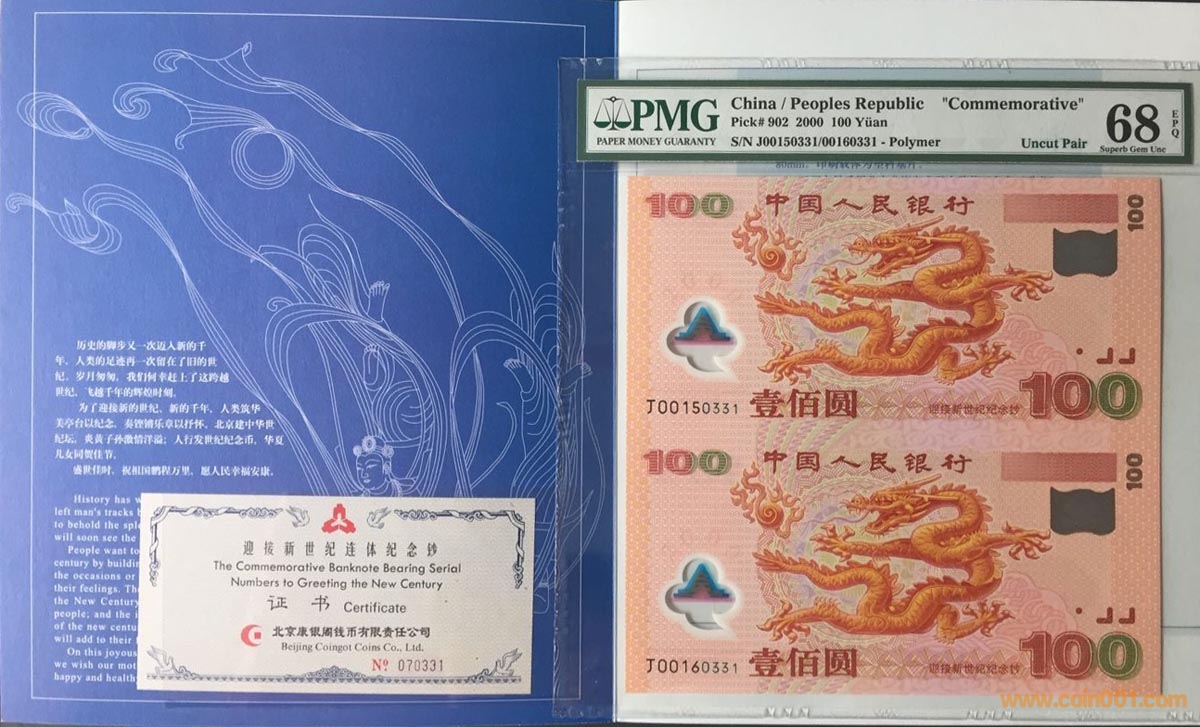 历史的脚步又一次迈入新的千
年，人类的足迹再一次留在了旧的世
纪。岁月匆匆，我们何幸赶上了这跨越
世纪、飞越千年的辉煌时刻。
为了迎接新的世纪、新的千年，人类筑华
美亭台以纪念，奏铿锵乐章以抒怀。北京建中华世
纪坛，炎黄子孙激情洋溢；人行发世纪纪念币，华夏
儿女同贺佳节。
盛世佳时，祝祖国鹏程万里，愿人民幸福安康。
History has
left man's tracks
to behold the
will soon see the
People want to
century by
the occasions or
their feelings.
the New Century
people; and the
of the new
will add to their
On this joyous
we wish our
happy and
迎接新世纪连体纪念钞
The Commemorative Banknote Bearing Serial
Numbers to Greeting the New Century
证书 Certificate
北京康银阁钱币有限责任公司
Beijing Coingot Coins Co., Ltd.
Nº 070331
PMG
PAPER MONEY GUARANTY
China / Peoples Republic "Commemorative"
Pick# 902 2000 100 Yüan
S/N J00150331/00160331 - Polymer
Uncut Pair
68 EPQ
Superb Gem Unc
100 中国人民银行 100
J00150331 壹佰圆 迎接新世纪纪念钞 100
100 中国人民银行 100
J00160331 壹佰圆 迎接新世纪纪念钞 100
www.coin001.com